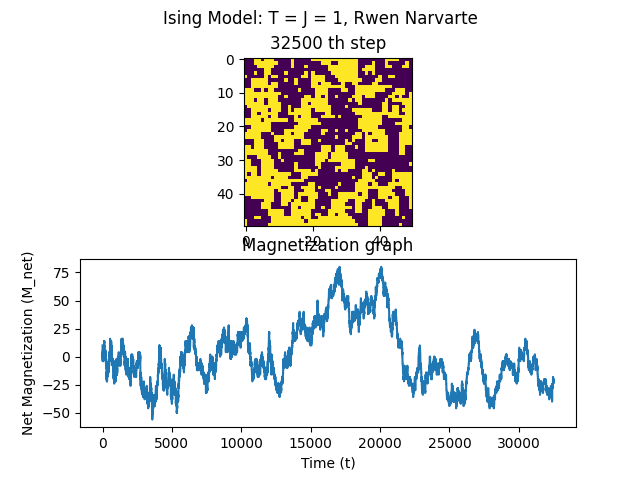 Ising Model: T = J = 1, Rwen Narvarte
32500 th step
0
10
20
30
40
0 20 40
Magnetization graph
Net Magnetization (M_net)
75
50
25
0
−25
−50
0 5000 10000 15000 20000 25000 30000
Time (t)